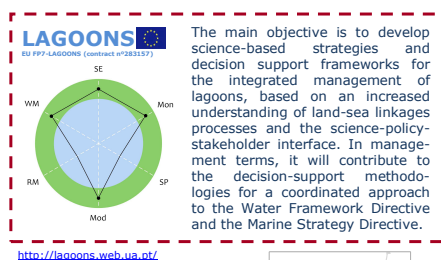 LAGOONS
EU FP7-LAGOONS (contract nº283157)
SE
WM
Mon
RM
SP
Mod
The main objective is to develop
science-based strategies and
decision support frameworks for
the integrated management of
lagoons, based on an increased
understanding of land-sea linkages
processes and the science-policy-
stakeholder interface. In manage-
ment terms, it will contribute to
the decision-support methodo-
logies for a coordinated approach
to the Water Framework Directive
and the Marine Strategy Directive.
http://lagoons.web.ua.pt/